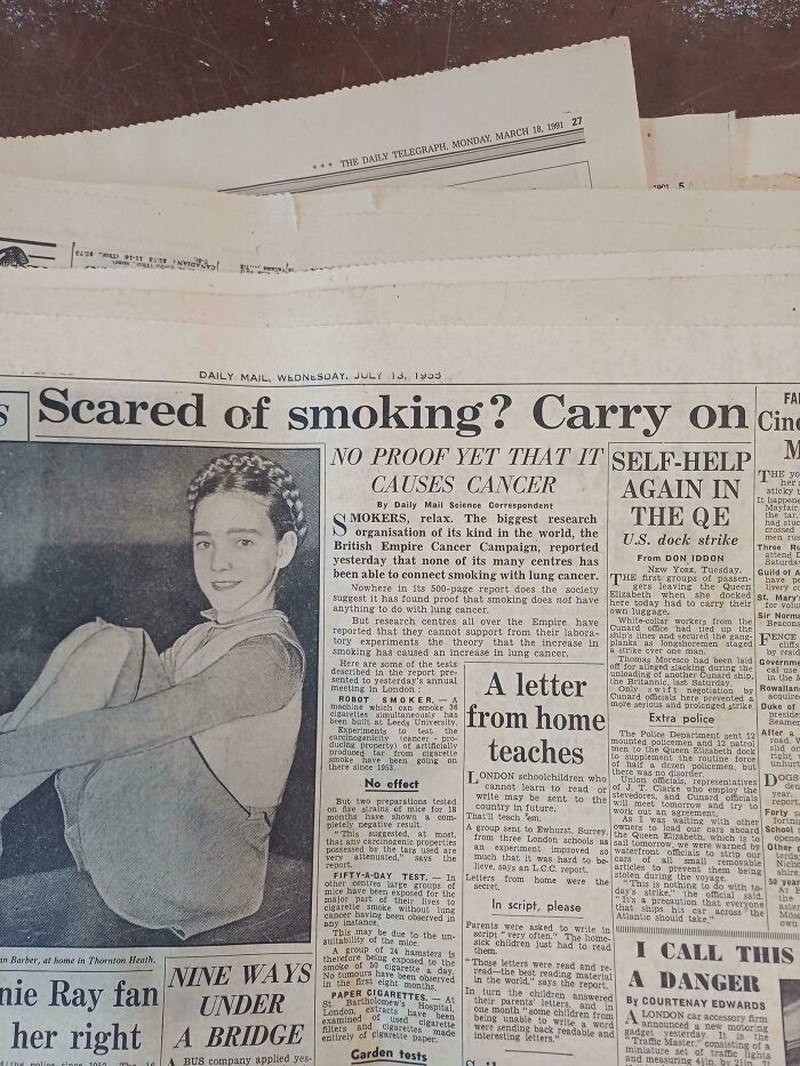 *** THE DAILY TELEGRAPH, MONDAY, MARCH 18, 1991 27
DAILY MAIL, WEDNESDAY, JULY 13, 1955
S
Scared of smoking? Carry on
NO PROOF YET THAT IT
CAUSES CANCER
By Daily Mail Science Correspondent
SMOKERS, relax. The biggest research
organisation of its kind in the world, the
British Empire Cancer Campaign, reported
yesterday that none of its many centres has
been able to connect smoking with lung cancer.
Nowhere in its 500-page report does the society
suggest it has found proof that smoking does not have
anything to do with lung cancer.
But research centres all over the Empire have
reported that they cannot support from their labora-
tory experiments the theory that the increase in
smoking has caused an increase in lung cancer.
Here are some of the tests
described in the report pre-
sented to yesterday's annual
meeting in London:
ROBOT SMOKER. — A
machine which can smoke 36
cigarettes simultaneously has
been built at Leeds University.
Experiments to test the
carcinogenicity (cancer - pro-
ducing property) of artificially
produced tar from cigarette
smoke have been going on
there since 1953.
No effect
But two preparations tested
on five strains of mice for 18
months have shown a com-
pletely negative result.
"This suggested, at most,
that any carcinogenic properties
possessed by the tars used are
very attenuated," says the
report.
FIFTY-A-DAY TEST. — In
other centres large groups of
mice have been exposed for the
major part of their lives to
cigarette smoke without lung
cancer having been observed in
any instance.
This may be due to the un-
suitability of the mice.
A group of 24 hamsters is
therefore being exposed to the
smoke of 50 cigarettes a day.
No tumours have been observed
in the first eight months.
PAPER CIGARETTES. — At
St. Bartholomew's Hospital,
London, extracts have been
examined of used cigarette
filters and cigarettes made
entirely of cigarette paper.
Garden tests
A letter
from home
teaches
LONDON schoolchildren who
cannot learn to read or
write may be sent to the
country in future.
That'll teach 'em.
A group sent to Ewhurst, Surrey,
from three London schools as
an experiment improved so
much that it was hard to be-
lieve, says an L.C.C. report.
Letters from home were the
secret.
In script, please
Parents were asked to write in
script "very often." The home-
sick children just had to read
them.
"Those letters were read and re-
read—the best reading material
in the world," says the report.
In turn the children answered
their parents' letters, and in
one month "some children from
being unable to write a word
were sending back readable and
interesting letters."
SELF-HELP
AGAIN IN
THE QE
U.S. dock strike
From DON IDDON
NEW YORK, Tuesday.
THE first groups of passen-
gers leaving the Queen
Elizabeth when she docked
here today had to carry their
own luggage.
White-collar workers from the
Cunard office had tied up the
ship's lines and secured the gang-
planks as longshoremen staged
a strike over one man.
Thomas Moresco had been laid
off for alleged slacking during the
unloading of another Cunard ship,
the Britannic, last Saturday.
Only swift negotiation by
Cunard officials here prevented a
more serious and prolonged strike.
Extra police
The Police Department sent 12
mounted policemen and 12 patrol
men to the Queen Elizabeth dock
to supplement the routine force
of half a dozen policemen, but
there was no disorder.
Union officials, representatives
of J. T. Clarke who employ the
stevedores, and Cunard officials
will meet tomorrow and try to
work out an agreement.
As I was waiting with other
owners to load our cars aboard
the Queen Elizabeth, which is to
sail tomorrow, we were warned by
waterfront officials to strip our
cars of all small removable
articles to prevent them being
stolen during the voyage.
"This is nothing to do with to-
day's strike," the official said.
"It's a precaution that everyone
that ships his car across the
Atlantic should take."
I CALL THIS
A DANGER
By COURTENAY EDWARDS
A LONDON car accessory firm
announced a new motoring
gadget yesterday. It is the
"Traffic Master," consisting of a
miniature set of traffic lights
and measuring 4½in. by 2½in.
an Barber, at home in Thornton Heath.
nie Ray fan
her right
NINE WAYS
UNDER
A BRIDGE
A BUS company applied yes-